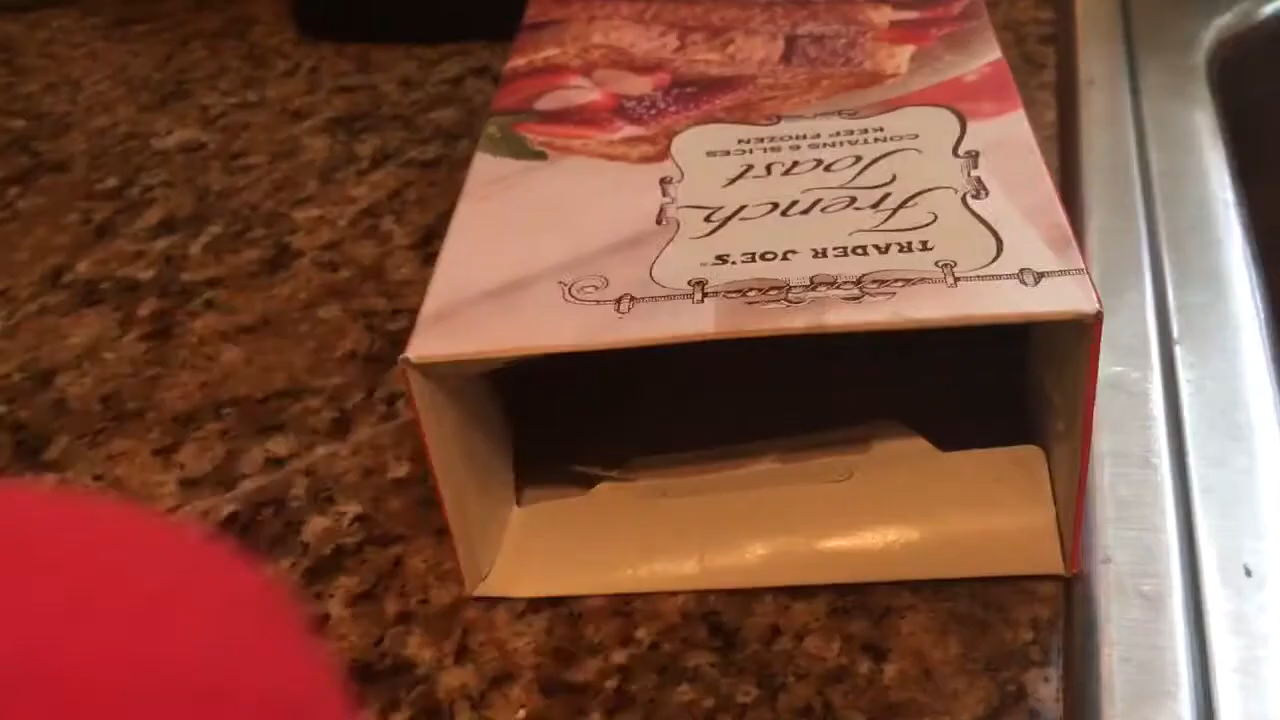 TRADER JOE'S
French
Toast
CONTAINS 6 SLICES
KEEP FROZEN